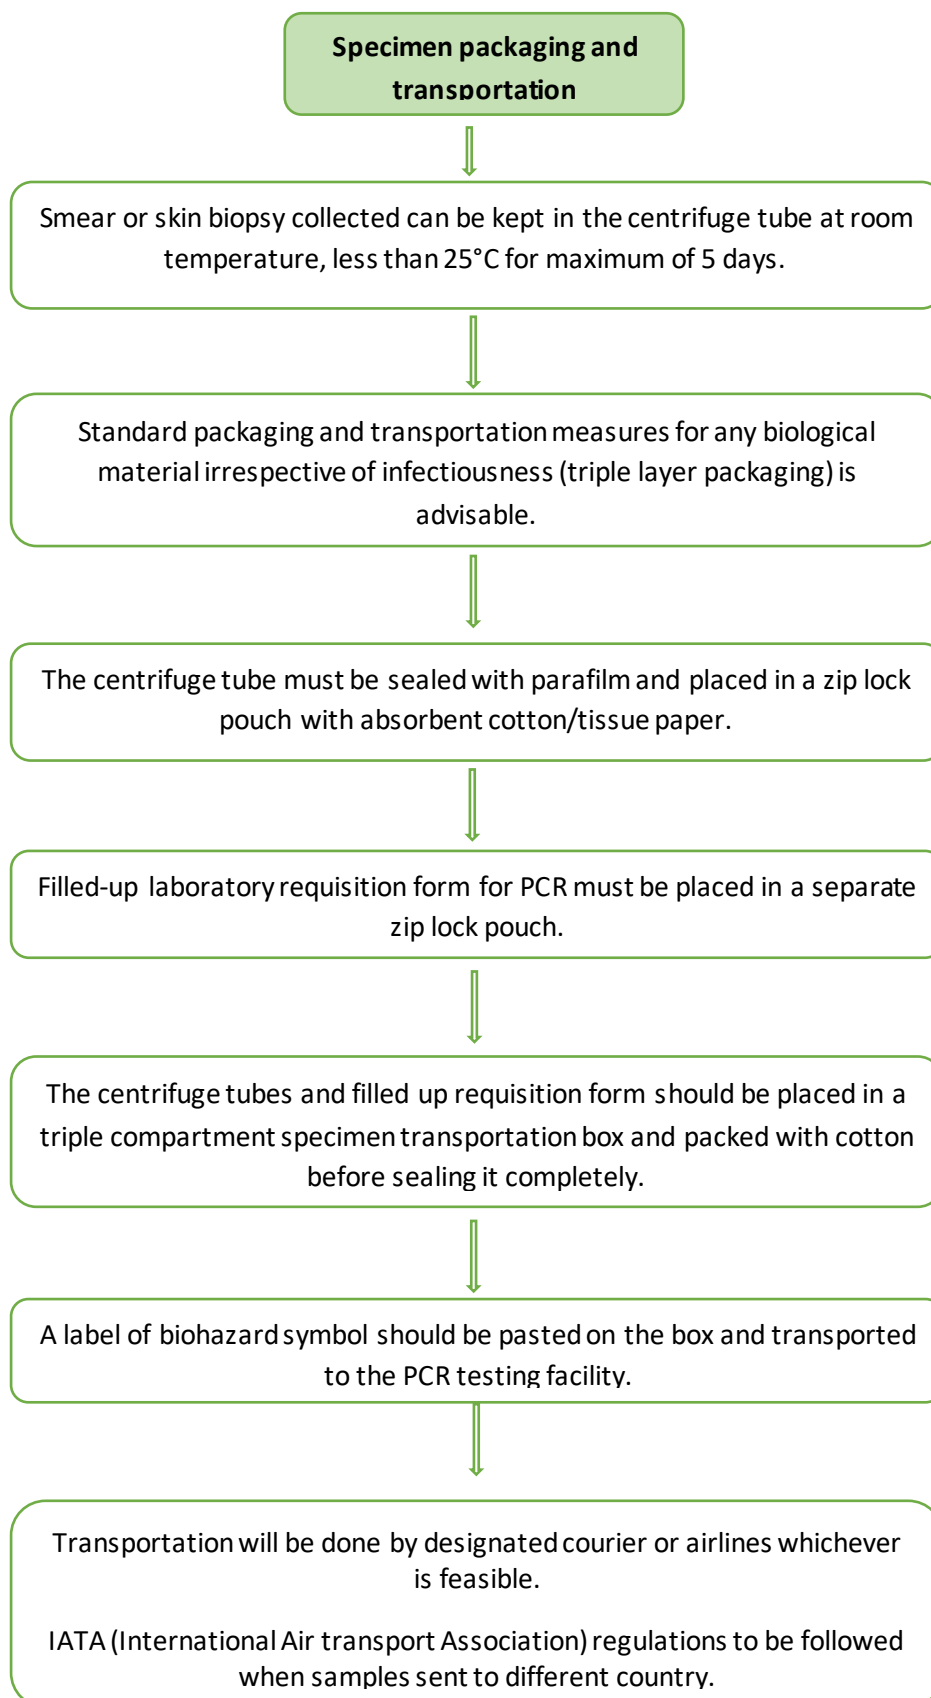 Specimen packaging and
transportation
Smear or skin biopsy collected can be kept in the centrifuge tube at room
temperature, less than 25°C for maximum of 5 days.
Standard packaging and transportation measures for any biological
material irrespective of infectiousness (triple layer packaging) is
advisable.
The centrifuge tube must be sealed with parafilm and placed in a zip lock
pouch with absorbent cotton/tissue paper.
Filled-up laboratory requisition form for PCR must be placed in a separate
zip lock pouch.
The centrifuge tubes and filled up requisition form should be placed in a
triple compartment specimen transportation box and packed with cotton
before sealing it completely.
A label of biohazard symbol should be pasted on the box and transported
to the PCR testing facility.
Transportation will be done by designated courier or airlines whichever
is feasible.
IATA (International Air transport Association) regulations to be followed
when samples sent to different country.